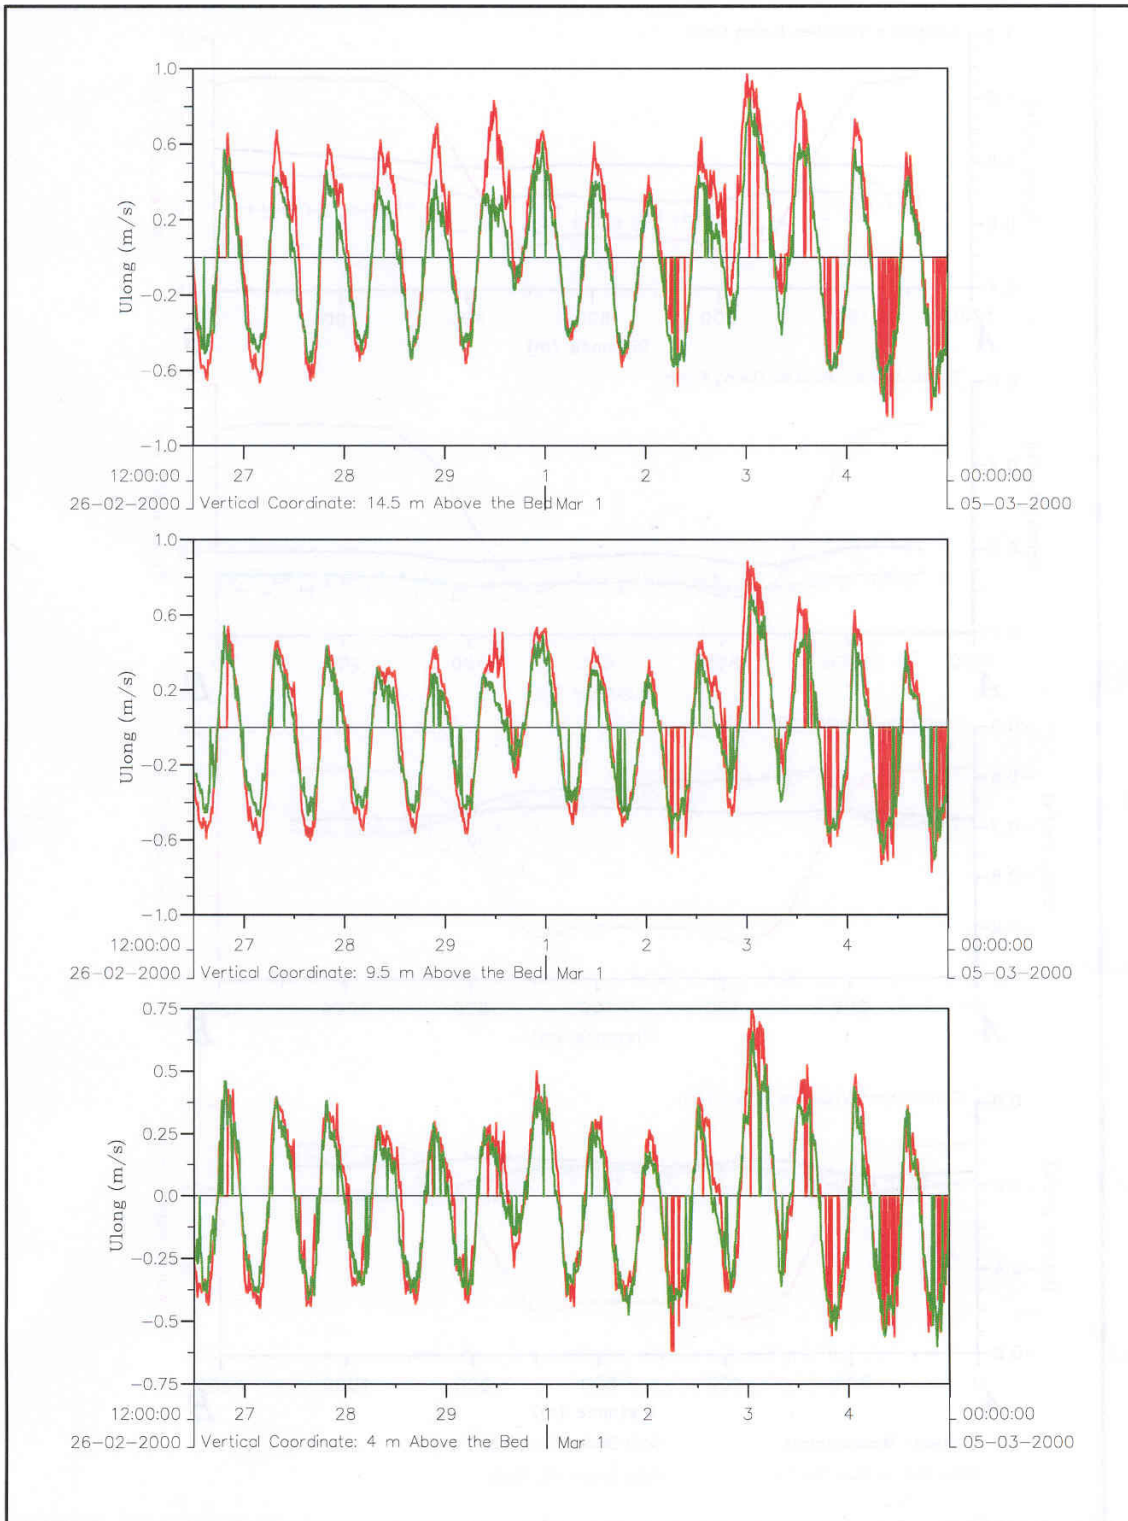 1.0
0.6
0.2
-0.2
-0.6
-1.0
Ulong (m/s)
27 28 29 1 2 3 4
12:00:00 00:00:00
26-02-2000 Vertical Coordinate: 14.5 m Above the Bed Mar 1 05-03-2000
1.0
0.6
0.2
-0.2
-0.6
-1.0
Ulong (m/s)
27 28 29 1 2 3 4
12:00:00 00:00:00
26-02-2000 Vertical Coordinate: 9.5 m Above the Bed Mar 1 05-03-2000
0.75
0.5
0.25
0.0
-0.25
-0.5
-0.75
Ulong (m/s)
27 28 29 1 2 3 4
12:00:00 00:00:00
26-02-2000 Vertical Coordinate: 4 m Above the Bed Mar 1 05-03-2000